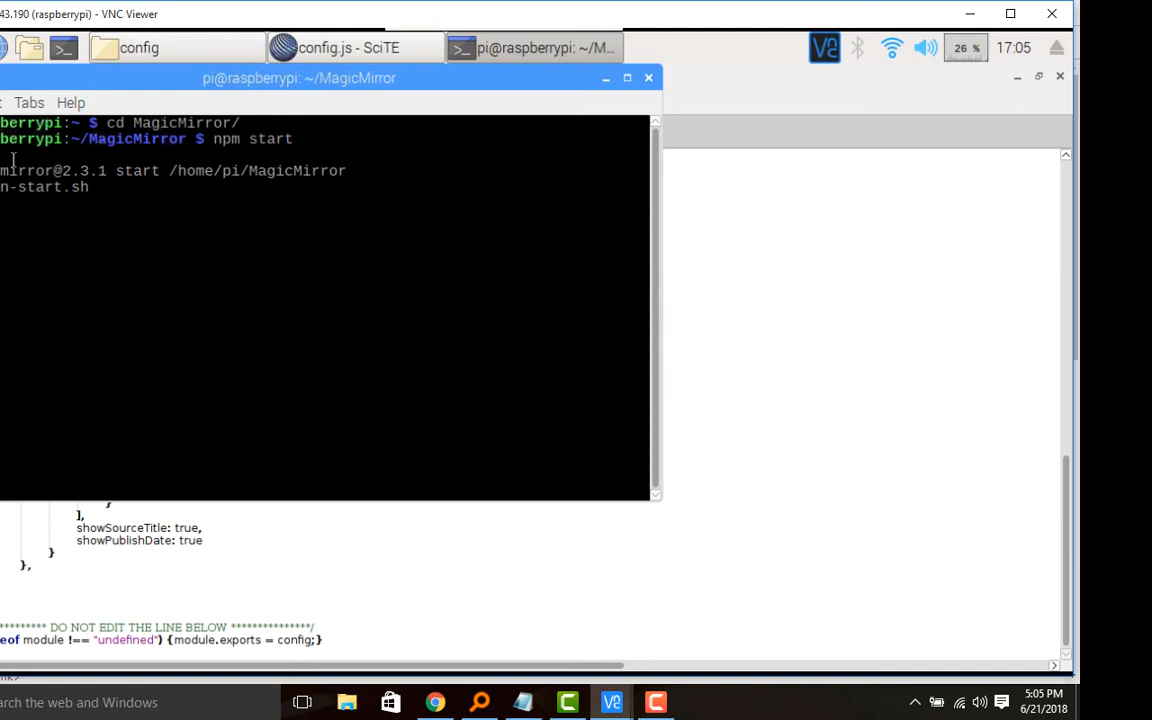 43.190 (raspberrypi) - VNC Viewer
config
config.js - SciTE
pi@raspberrypi: ~/M...
26 %
17:05
pi@raspberrypi: ~/MagicMirror
Tabs Help
berrypi:~ $ cd MagicMirror/
berrypi:~/MagicMirror $ npm start
mirror@2.3.1 start /home/pi/MagicMirror
n-start.sh
}
],
showSourceTitle: true,
showPublishDate: true
}
},
********* DO NOT EDIT THE LINE BELOW ***************/
eof module !== "undefined") {module.exports = config;}
rch the web and Windows
5:05 PM
6/21/2018